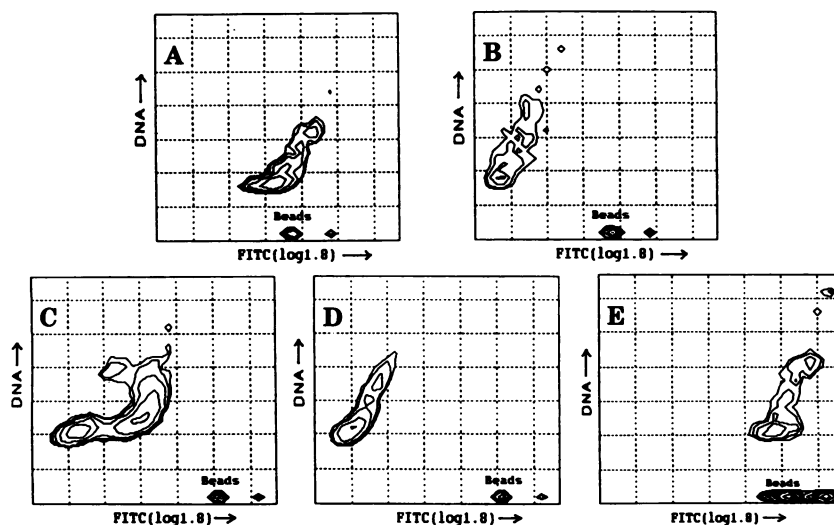 A
DNA →
Beads
FITC(log1.8) →
B
DNA →
Beads
FITC(log1.8) →
C
DNA →
Beads
FITC(log1.8) →
D
DNA →
Beads
FITC(log1.8) →
E
DNA →
Beads
FITC(log1.8) →